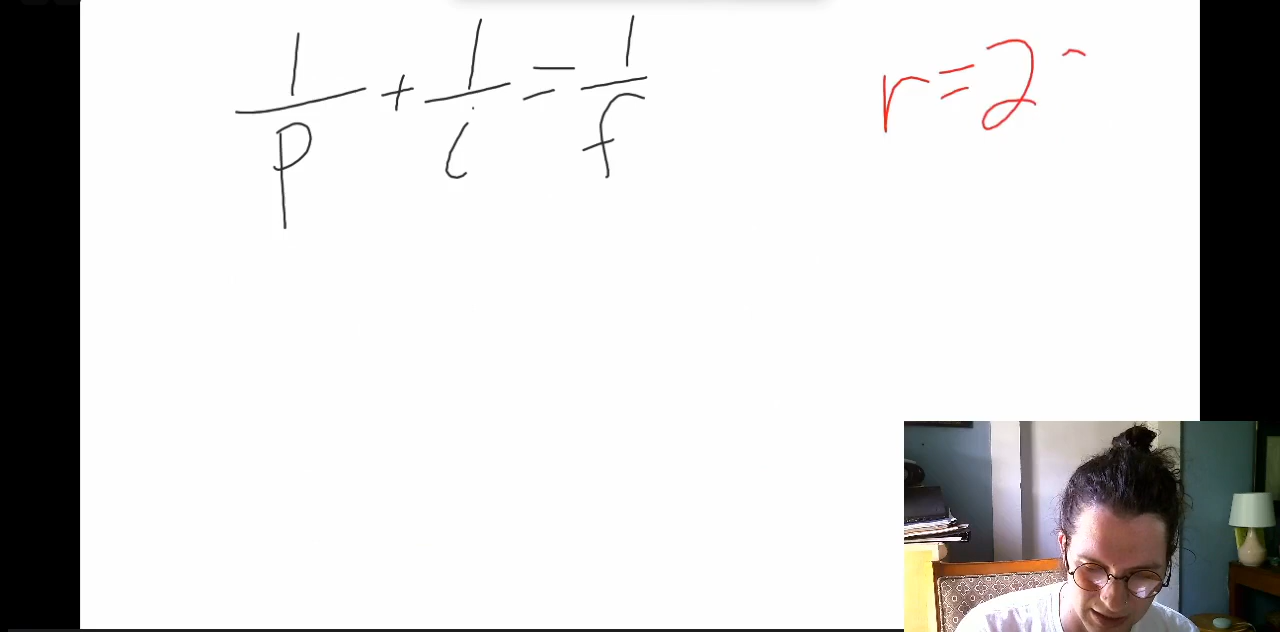 1/p + 1/i = 1/f
r=2